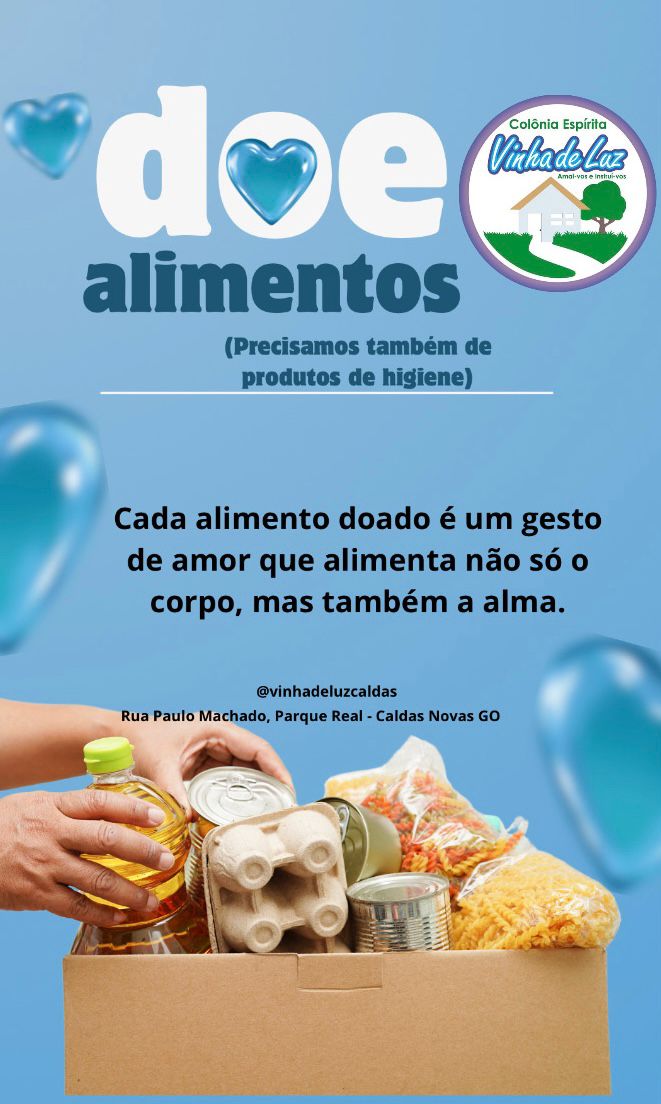 doe
alimentos
Colônia Espírita
Vinha de Luz
Amai-vos e Instruí-vos
(Precisamos também de
produtos de higiene)
Cada alimento doado é um gesto
de amor que alimenta não só o
corpo, mas também a alma.
@vinhadeluzcaldas
Rua Paulo Machado, Parque Real - Caldas Novas GO